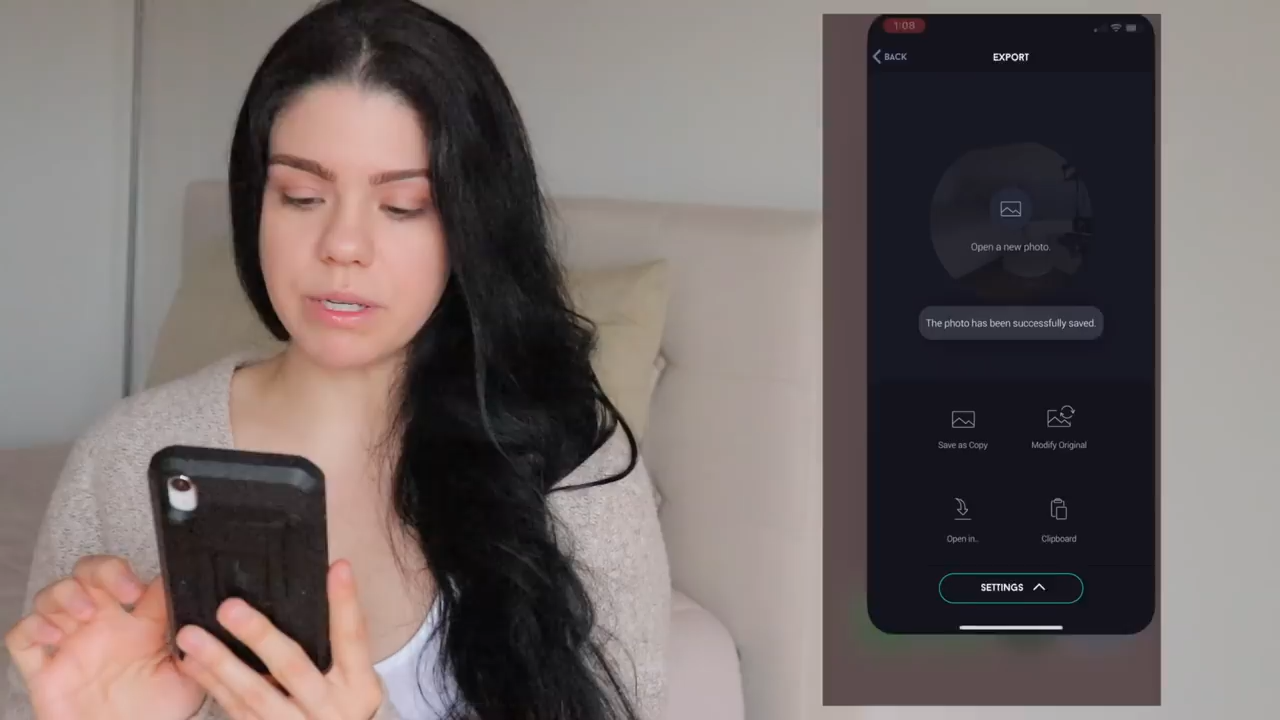 1:08
BACK
EXPORT
Open a new photo.
The photo has been successfully saved.
Save as Copy
Modify Original
Open in..
Clipboard
SETTINGS